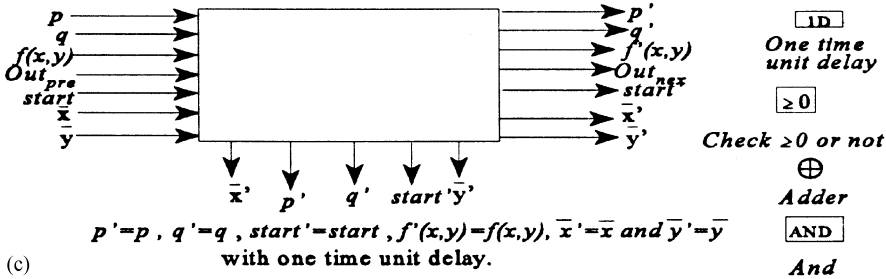 p
q
f(x,y)
Out_pre
start
x̄
ȳ
p'
q'
f'(x,y)
Out_nex
start'
x̄'
ȳ'
x̄' p' q' start' ȳ'
1D
One time
unit delay
≥0
Check ≥0 or not
⊕
Adder
AND
And
p'=p , q'=q , start'=start , f'(x,y)=f(x,y), x̄'=x̄ and ȳ'=ȳ
with one time unit delay.
(c)